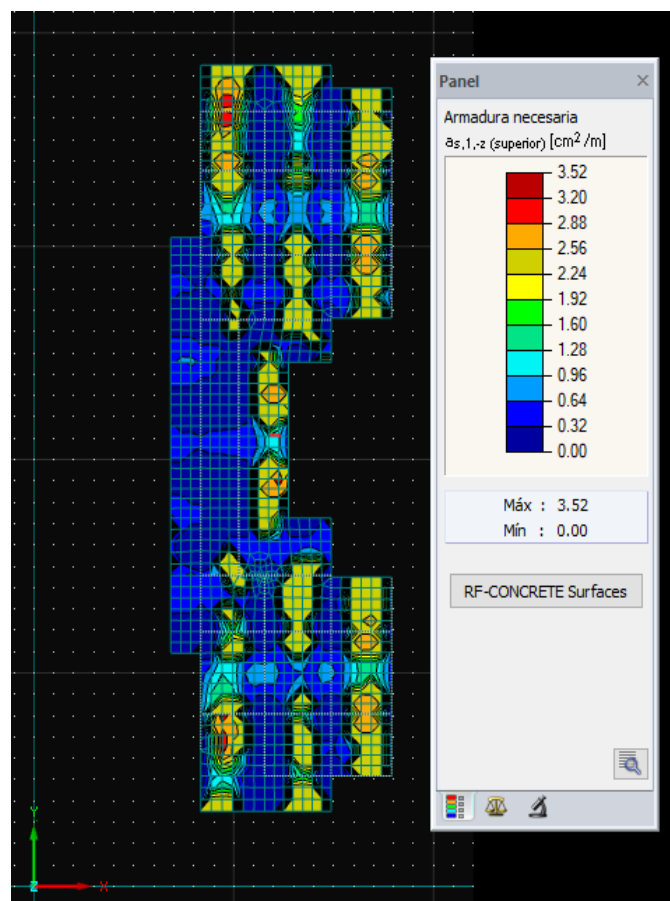 Panel
Armadura necesaria
as,1,-z (superior) [cm²/m]
3.52
3.20
2.88
2.56
2.24
1.92
1.60
1.28
0.96
0.64
0.32
0.00
Máx : 3.52
Mín : 0.00
RF-CONCRETE Surfaces
Y
Z
X